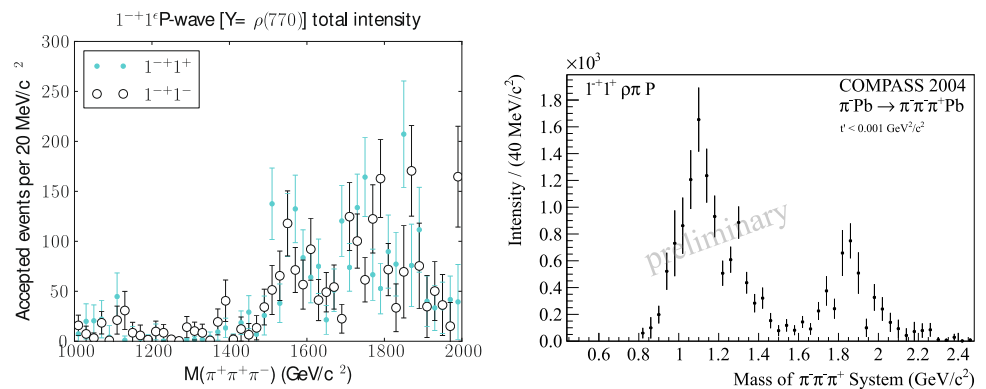 1⁻⁺1ᵋP-wave [Y= ρ(770)] total intensity
300
250
200
150
100
50
0
1000 1200 1400 1600 1800 2000
Accepted events per 20 MeV/c ²
M(π⁺π⁺π⁻) (GeV/c²)
1⁻⁺1⁺
1⁻⁺1⁻
×10³
1⁻⁺1⁺ ρπ P
COMPASS 2004
π⁻Pb → π⁻π⁻π⁺Pb
t' < 0.001 GeV²/c²
preliminary
Intensity / (40 MeV/c²)
1.8
1.6
1.4
1.2
1.0
0.8
0.6
0.4
0.2
0
0.6 0.8 1 1.2 1.4 1.6 1.8 2 2.2 2.4
Mass of π⁻π⁻π⁺ System (GeV/c²)